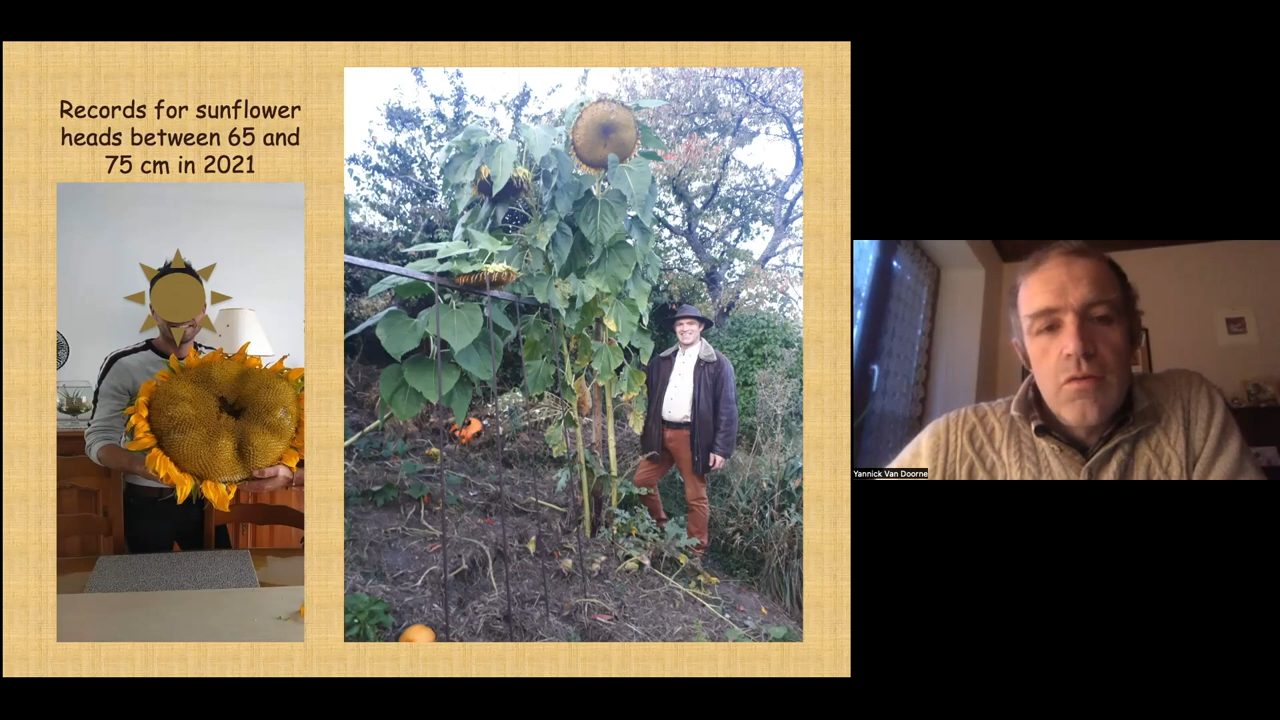 Records for sunflower
heads between 65 and
75 cm in 2021
Yannick Van Doorne